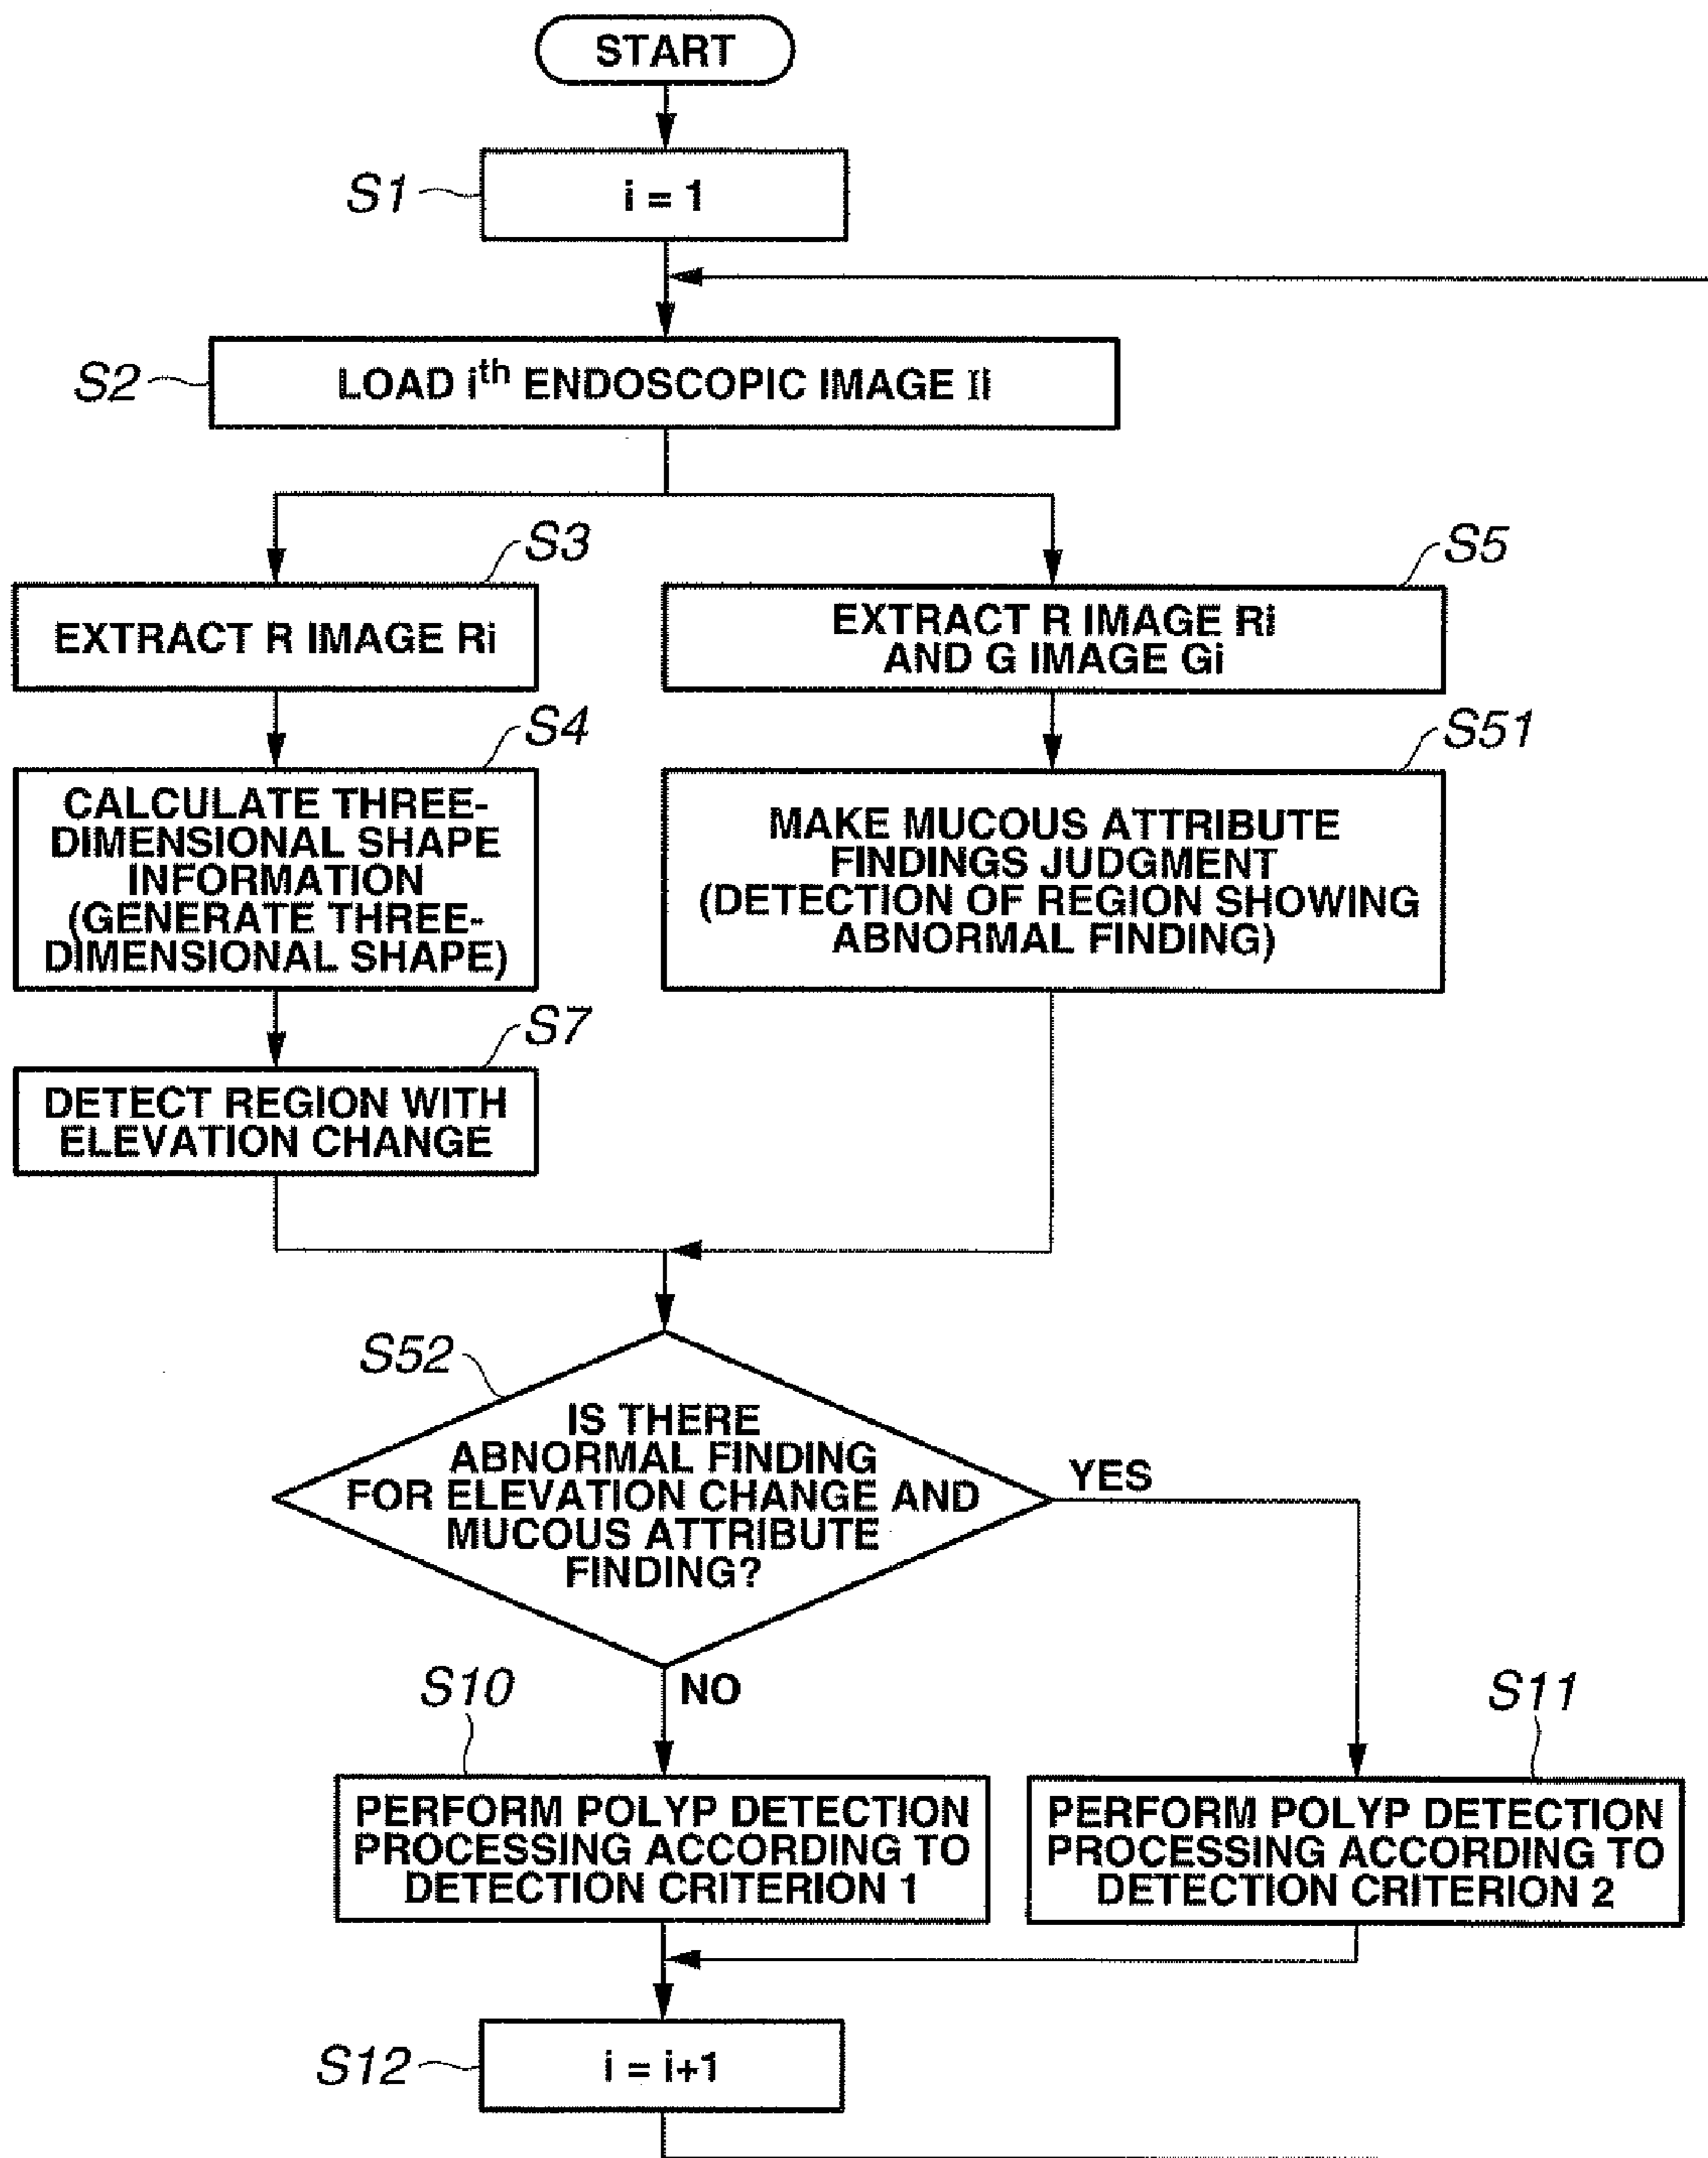 START
S1
i = 1
S2
LOAD ith ENDOSCOPIC IMAGE Ii
S3
EXTRACT R IMAGE Ri
S5
EXTRACT R IMAGE Ri
AND G IMAGE Gi
S4
CALCULATE THREE-
DIMENSIONAL SHAPE
INFORMATION
(GENERATE THREE-
DIMENSIONAL SHAPE)
S51
MAKE MUCOUS ATTRIBUTE
FINDINGS JUDGMENT
(DETECTION OF REGION SHOWING
ABNORMAL FINDING)
S7
DETECT REGION WITH
ELEVATION CHANGE
S52
IS THERE
ABNORMAL FINDING
FOR ELEVATION CHANGE AND
MUCOUS ATTRIBUTE
FINDING?
YES
NO
S10
PERFORM POLYP DETECTION
PROCESSING ACCORDING TO
DETECTION CRITERION 1
S11
PERFORM POLYP DETECTION
PROCESSING ACCORDING TO
DETECTION CRITERION 2
S12
i = i+1